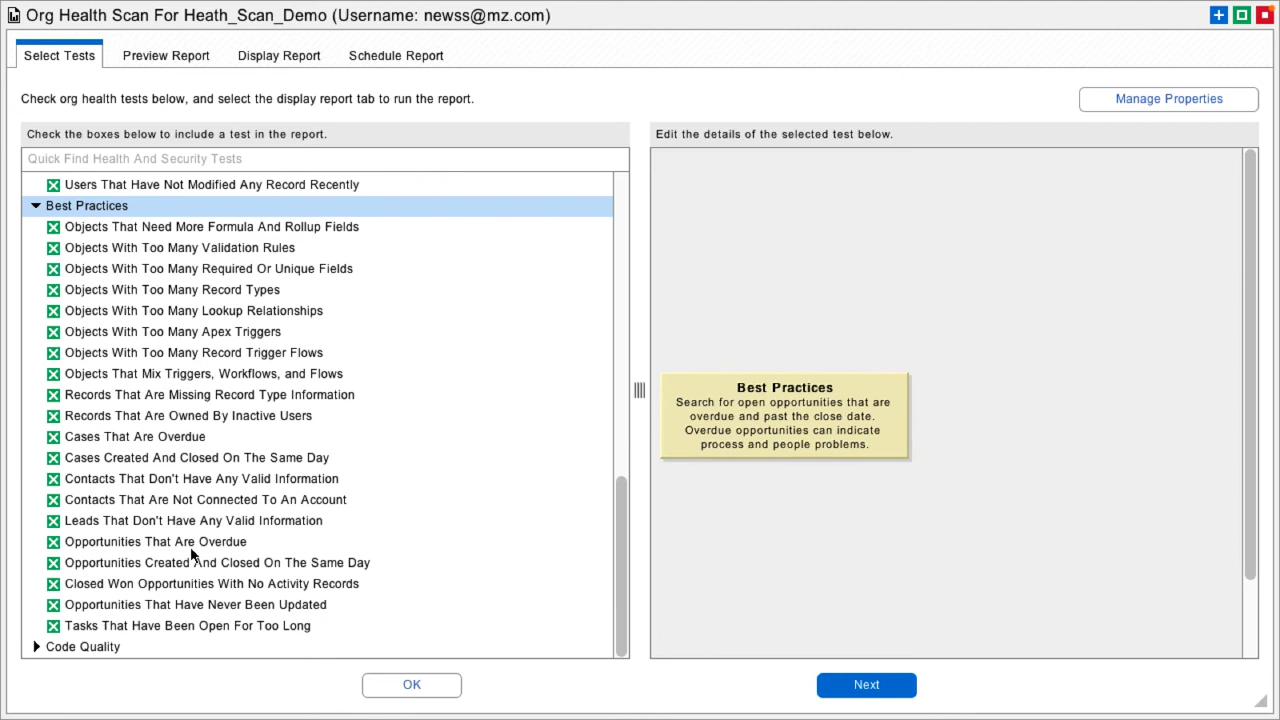 Org Health Scan For Heath_Scan_Demo (Username: newss@mz.com)
Select Tests
Preview Report
Display Report
Schedule Report
Check org health tests below, and select the display report tab to run the report.
Manage Properties
Check the boxes below to include a test in the report.
Edit the details of the selected test below.
Quick Find Health And Security Tests
Users That Have Not Modified Any Record Recently
Best Practices
Objects That Need More Formula And Rollup Fields
Objects With Too Many Validation Rules
Objects With Too Many Required Or Unique Fields
Objects With Too Many Record Types
Objects With Too Many Lookup Relationships
Objects With Too Many Apex Triggers
Objects With Too Many Record Trigger Flows
Objects That Mix Triggers, Workflows, and Flows
Records That Are Missing Record Type Information
Records That Are Owned By Inactive Users
Cases That Are Overdue
Cases Created And Closed On The Same Day
Contacts That Don't Have Any Valid Information
Contacts That Are Not Connected To An Account
Leads That Don't Have Any Valid Information
Opportunities That Are Overdue
Opportunities Created And Closed On The Same Day
Closed Won Opportunities With No Activity Records
Opportunities That Have Never Been Updated
Tasks That Have Been Open For Too Long
Code Quality
Best Practices
Search for open opportunities that are
overdue and past the close date.
Overdue opportunities can indicate
process and people problems.
OK
Next